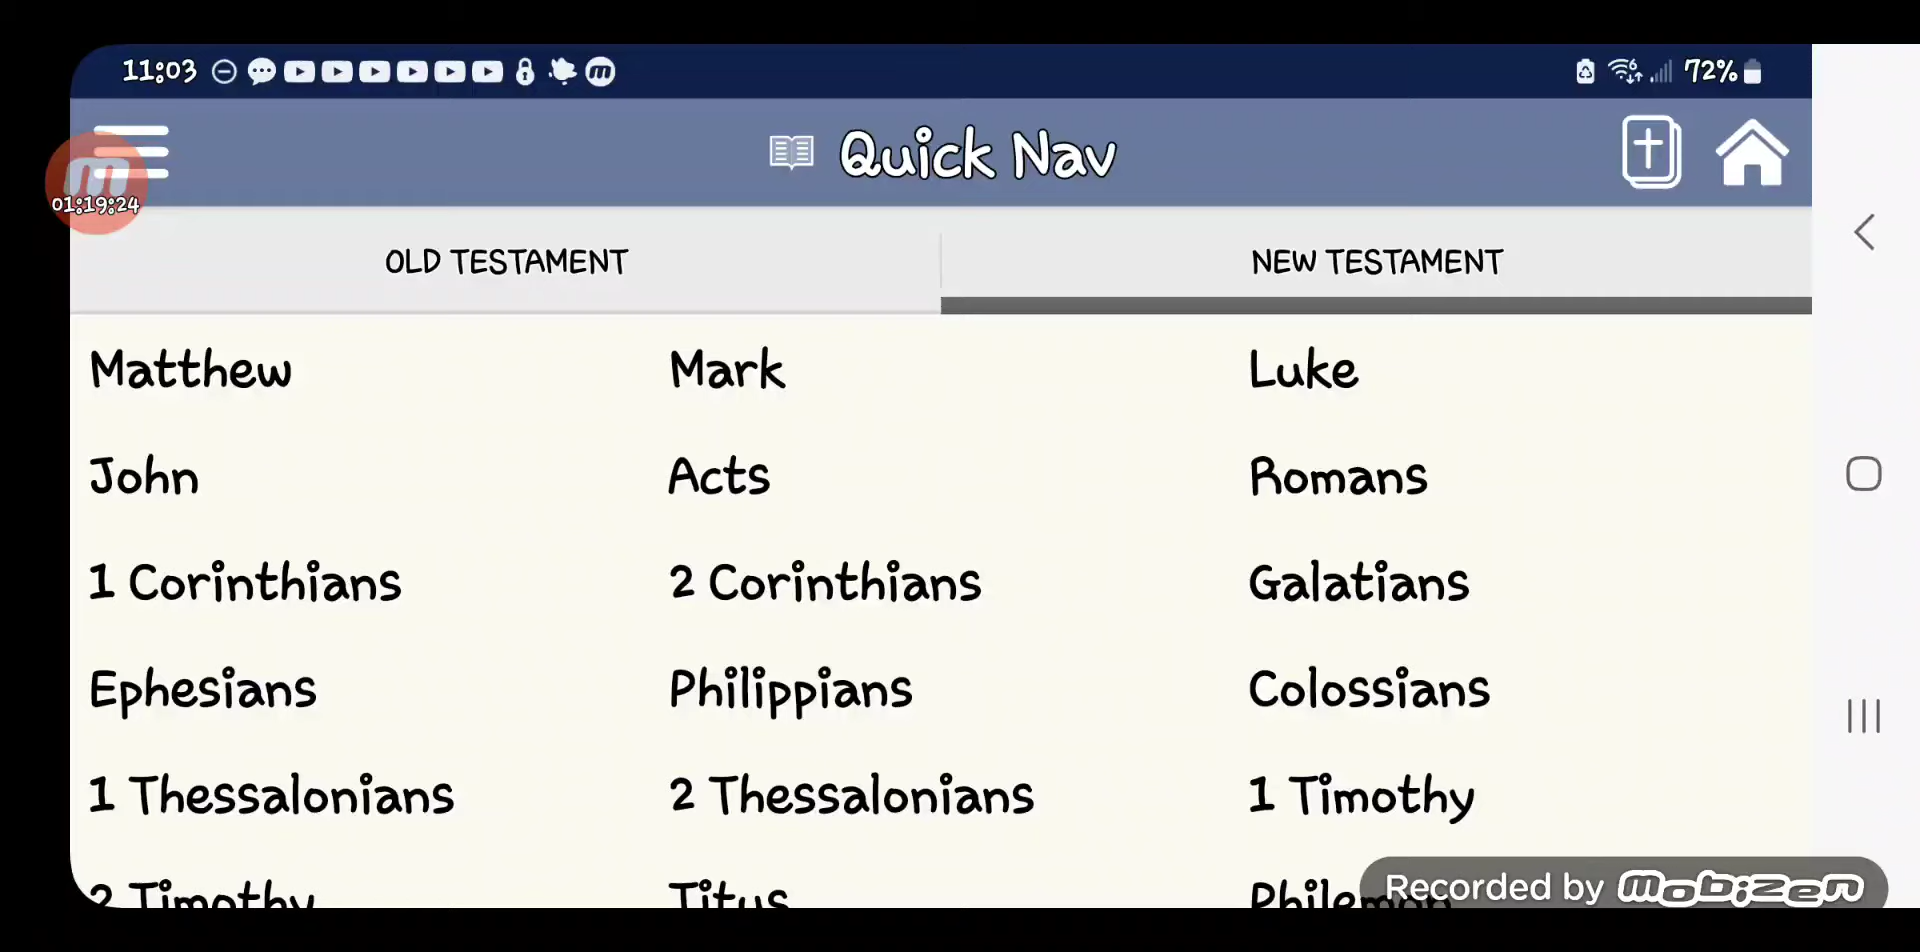 11:03 72%
Quick Nav
01:19:24
OLD TESTAMENT NEW TESTAMENT
Matthew Mark Luke
John Acts Romans
1 Corinthians 2 Corinthians Galatians
Ephesians Philippians Colossians
1 Thessalonians 2 Thessalonians 1 Timothy
2 Timothy Titus Philemon
Recorded by Mobizen